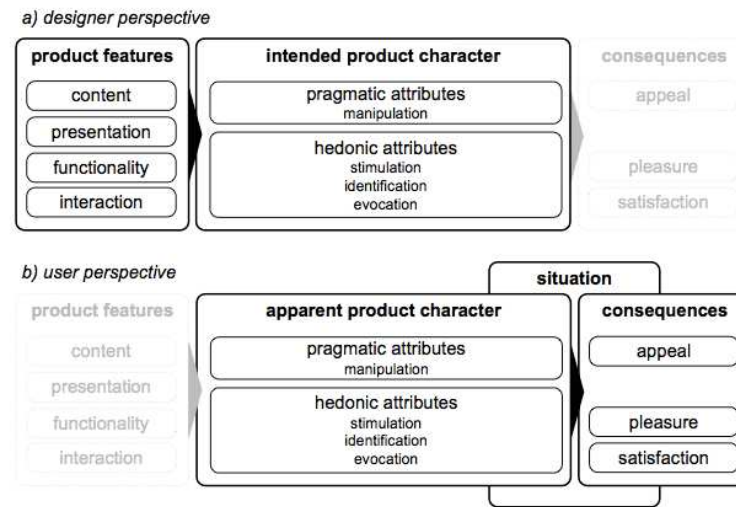 a) designer perspective
product features
content
presentation
functionality
interaction
intended product character
pragmatic attributes
manipulation
hedonic attributes
stimulation
identification
evocation
consequences
appeal
pleasure
satisfaction
b) user perspective
situation
product features
content
presentation
functionality
interaction
apparent product character
pragmatic attributes
manipulation
hedonic attributes
stimulation
identification
evocation
consequences
appeal
pleasure
satisfaction